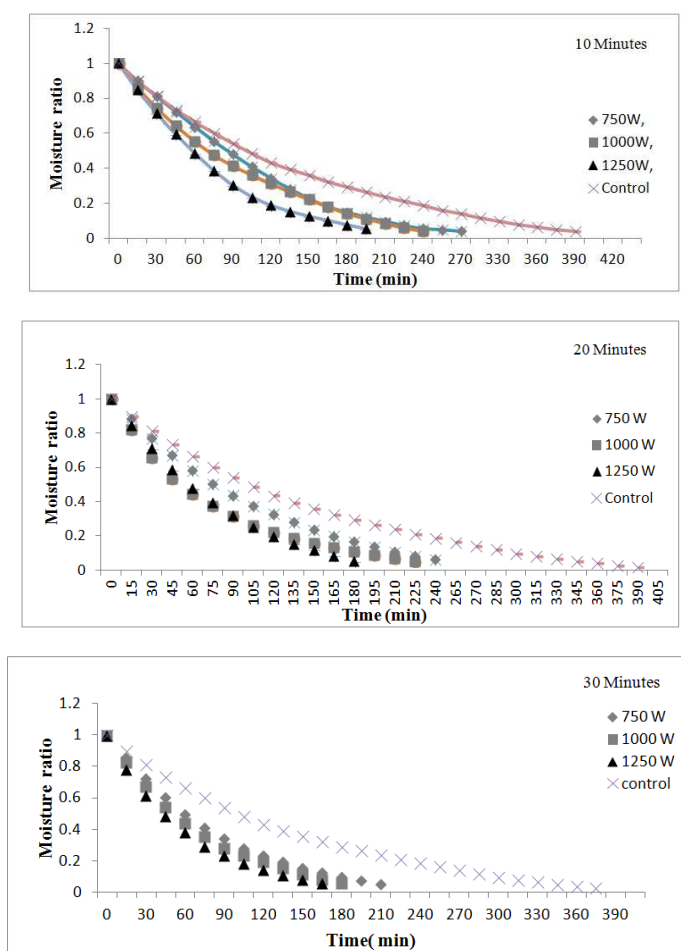 10 Minutes
1.2
1
0.8
0.6
0.4
0.2
0
Moisture ratio
750W,
1000W,
1250W,
Control
0 30 60 90 120 150 180 210 240 270 300 330 360 390 420
Time (min)
20 Minutes
1.2
1
0.8
0.6
0.4
0.2
0
Moisture ratio
750 W
1000 W
1250 W
Control
0 15 30 45 60 75 90 105 120 135 150 165 180 195 210 225 240 265 270 285 300 315 330 345 360 375 390 405
Time (min)
30 Minutes
1.2
1
0.8
0.6
0.4
0.2
0
Moisture ratio
750 W
1000 W
1250 W
control
0 30 60 90 120 150 180 210 240 270 300 330 360 390
Time( min)